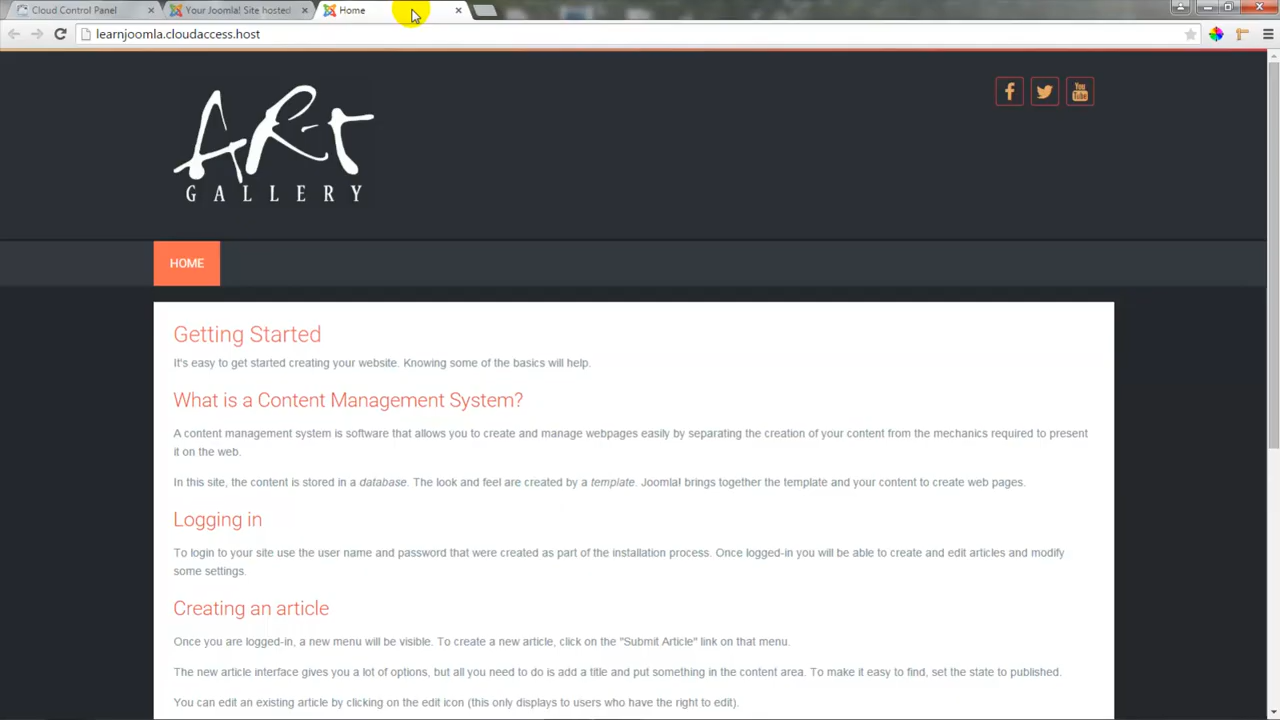 Cloud Control Panel
Your Joomla! Site hosted
Home
learnjoomla.cloudaccess.host
ART
GALLERY
You
Tube
HOME
Getting Started
It's easy to get started creating your website. Knowing some of the basics will help.
What is a Content Management System?
A content management system is software that allows you to create and manage webpages easily by separating the creation of your content from the mechanics required to present
it on the web.
In this site, the content is stored in a database. The look and feel are created by a template. Joomla! brings together the template and your content to create web pages.
Logging in
To login to your site use the user name and password that were created as part of the installation process. Once logged-in you will be able to create and edit articles and modify
some settings.
Creating an article
Once you are logged-in, a new menu will be visible. To create a new article, click on the "Submit Article" link on that menu.
The new article interface gives you a lot of options, but all you need to do is add a title and put something in the content area. To make it easy to find, set the state to published.
You can edit an existing article by clicking on the edit icon (this only displays to users who have the right to edit).